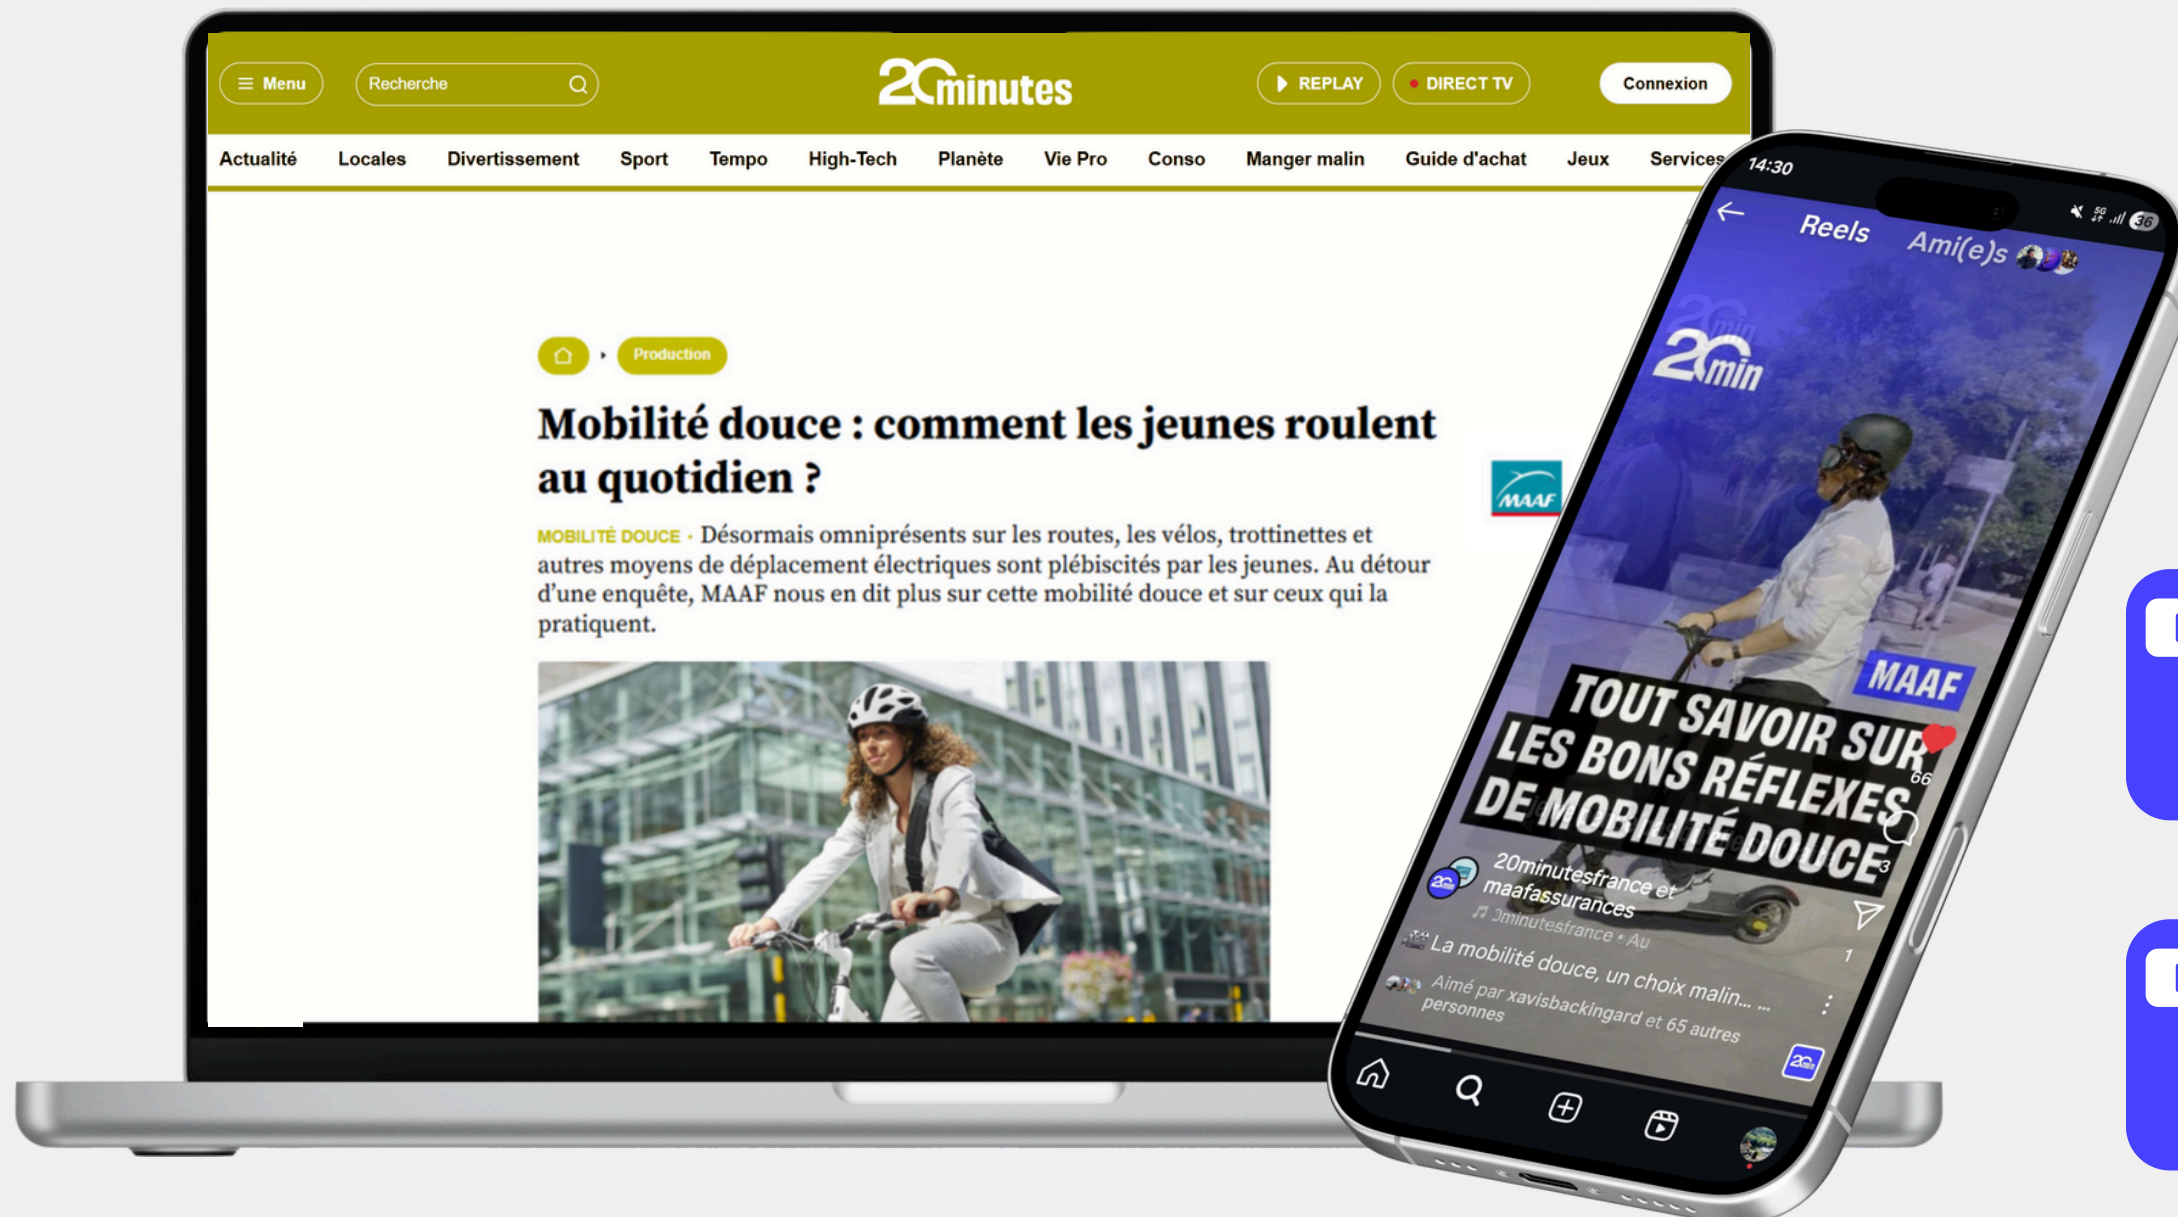 Menu
Recherche
20minutes
REPLAY
DIRECT TV
Connexion
Actualité Locales Divertissement Sport Tempo High-Tech Planète Vie Pro Conso Manger malin Guide d'achat Jeux Services
Production
Mobilité douce : comment les jeunes roulent
au quotidien ?
MAAF
MOBILITÉ DOUCE - Désormais omniprésents sur les routes, les vélos, trottinettes et
autres moyens de déplacement électriques sont plébiscités par les jeunes. Au détour
d'une enquête, MAAF nous en dit plus sur cette mobilité douce et sur ceux qui la
pratiquent.
14:30
5G
36
Reels Ami(e)s
20min
MAAF
TOUT SAVOIR SUR
LES BONS RÉFLEXES
DE MOBILITÉ DOUCE
66
3
1
20minutesfrance et
maafassurances
minutesfrance • Au
La mobilité douce, un choix malin... ...
Aimé par xavisbackingard et 65 autres
personnes
20min